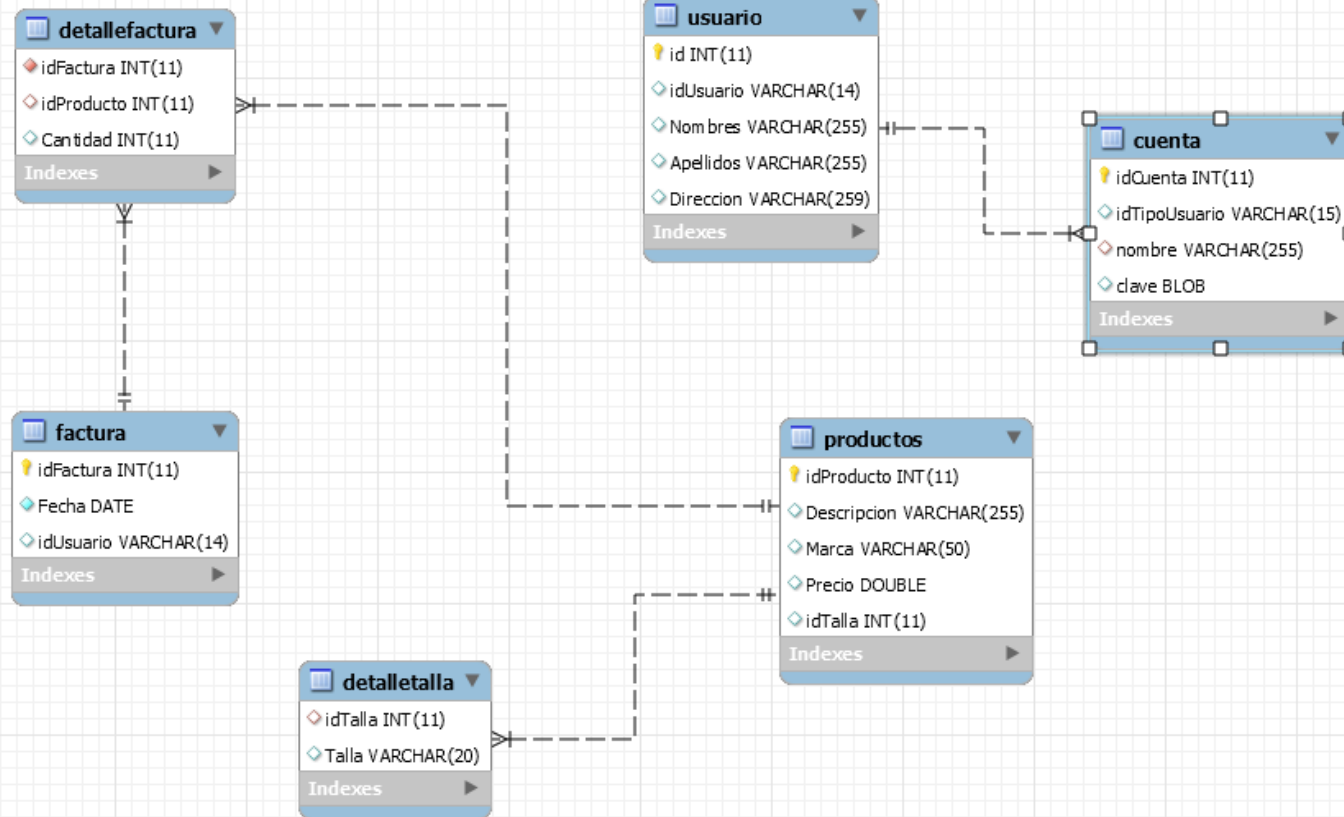 detallefactura
idFactura INT(11)
idProducto INT(11)
Cantidad INT(11)
Indexes
usuario
id INT(11)
idUsuario VARCHAR(14)
Nombres VARCHAR(255)
Apellidos VARCHAR(255)
Direccion VARCHAR(259)
Indexes
cuenta
idCuenta INT(11)
idTipoUsuario VARCHAR(15)
nombre VARCHAR(255)
clave BLOB
Indexes
factura
idFactura INT(11)
Fecha DATE
idUsuario VARCHAR(14)
Indexes
productos
idProducto INT(11)
Descripcion VARCHAR(255)
Marca VARCHAR(50)
Precio DOUBLE
idTalla INT(11)
Indexes
detalletalla
idTalla INT(11)
Talla VARCHAR(20)
Indexes